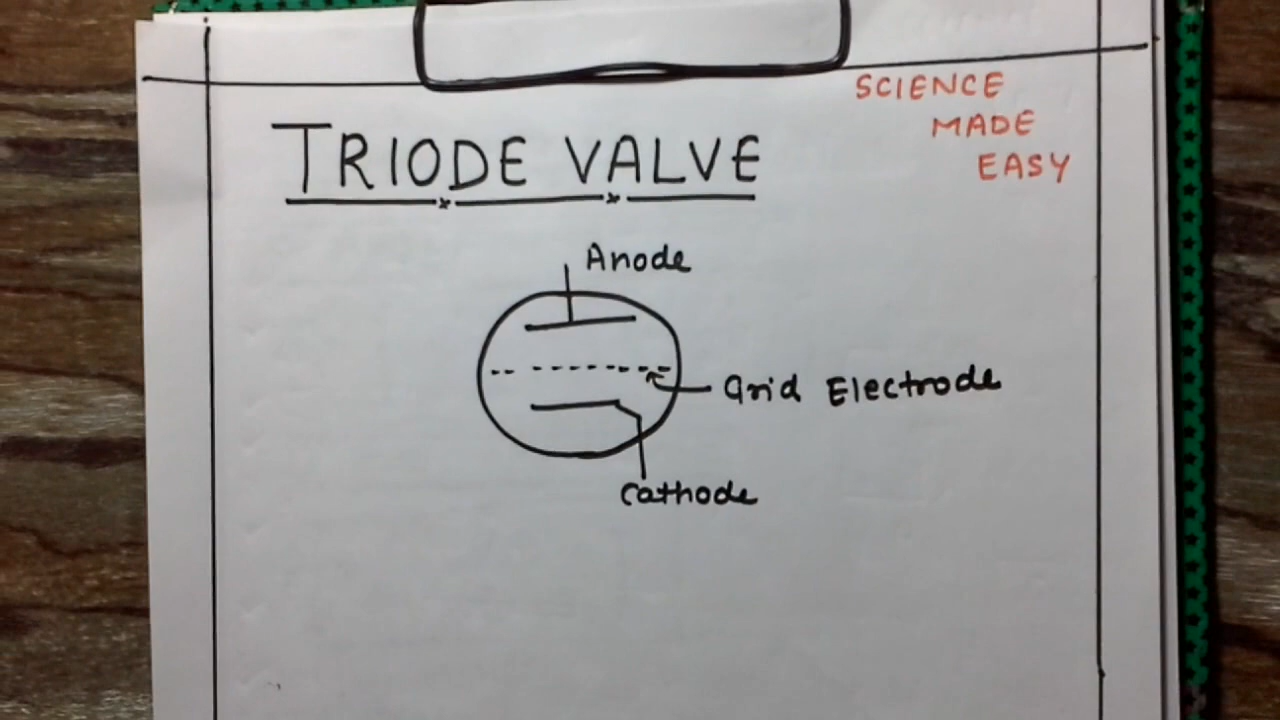 SCIENCE
MADE
EASY
TRIODE VALVE
Anode
Grid Electrode
Cathode